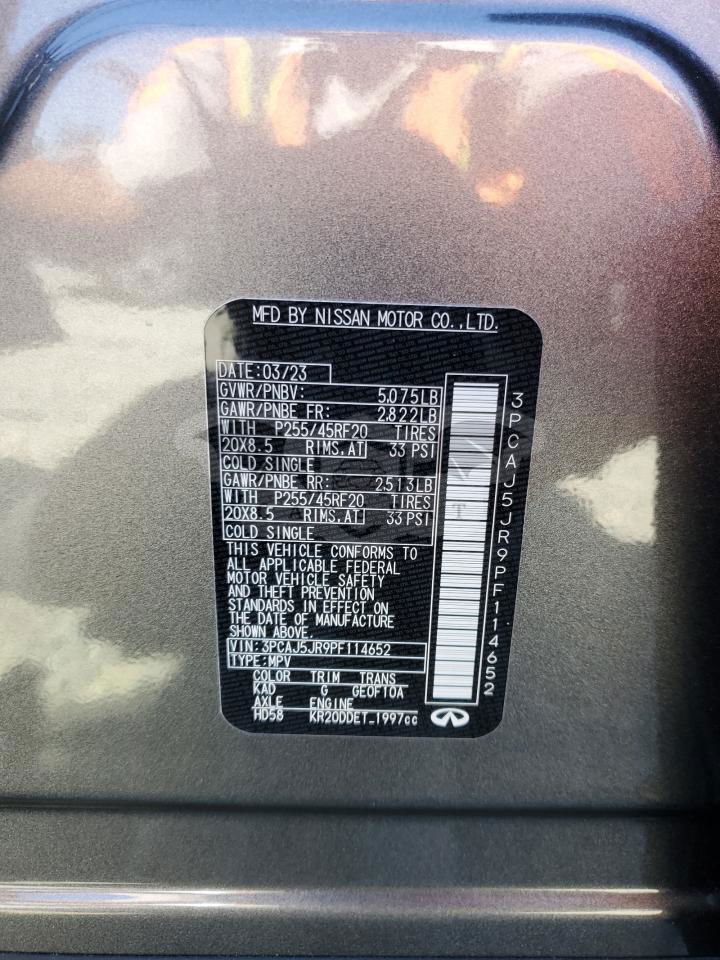 MFD BY NISSAN MOTOR CO.,LTD.
DATE:03/23
GVWR/PNBV: 5,075LB
GAWR/PNBE FR: 2,822LB
WITH P255/45RF20 TIRES
20X8.5 RIMS,AT 33 PSI
COLD SINGLE
GAWR/PNBE RR: 2,513LB
WITH P255/45RF20 TIRES
20X8.5 RIMS,AT 33 PSI
COLD SINGLE
THIS VEHICLE CONFORMS TO
ALL APPLICABLE FEDERAL
MOTOR VEHICLE SAFETY
AND THEFT PREVENTION
STANDARDS IN EFFECT ON
THE DATE OF MANUFACTURE
SHOWN ABOVE.
VIN:3PCAJ5JR9PF114652
TYPE:MPV
COLOR TRIM TRANS
KAD G GE0F10A
AXLE ENGINE
HD58 KR20DDET-1997cc
3PCAJ5JR9PF114652